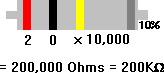 10%
2 0 × 10,000
= 200,000 Ohms = 200KΩ